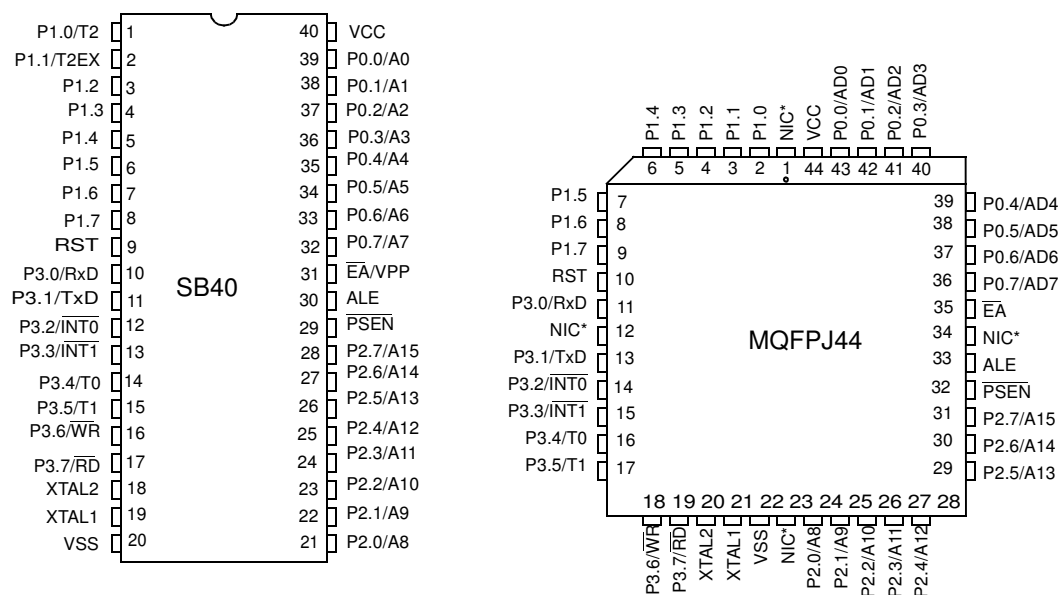 P1.0/T2 1 40 VCC
P1.1/T2EX 2 39 P0.0/A0
P1.2 3 38 P0.1/A1
P1.3 4 37 P0.2/A2
P1.4 5 36 P0.3/A3
P1.5 6 35 P0.4/A4
P1.6 7 34 P0.5/A5
P1.7 8 33 P0.6/A6
RST 9 32 P0.7/A7
P3.0/RxD 10 31 EA/VPP
P3.1/TxD 11 30 ALE
P3.2/INT0 12 29 PSEN
P3.3/INT1 13 28 P2.7/A15
P3.4/T0 14 27 P2.6/A14
P3.5/T1 15 26 P2.5/A13
P3.6/WR 16 25 P2.4/A12
P3.7/RD 17 24 P2.3/A11
XTAL2 18 23 P2.2/A10
XTAL1 19 22 P2.1/A9
VSS 20 21 P2.0/A8
SB40
P1.4 P1.3 P1.2 P1.1 P1.0 NIC* VCC P0.0/AD0 P0.1/AD1 P0.2/AD2 P0.3/AD3
6 5 4 3 2 1 44 43 42 41 40
P1.5 7 39 P0.4/AD4
P1.6 8 38 P0.5/AD5
P1.7 9 37 P0.6/AD6
RST 10 36 P0.7/AD7
P3.0/RxD 11 35 EA
NIC* 12 34 NIC*
P3.1/TxD 13 33 ALE
P3.2/INT0 14 32 PSEN
P3.3/INT1 15 31 P2.7/A15
P3.4/T0 16 30 P2.6/A14
P3.5/T1 17 29 P2.5/A13
MQFPJ44
18 19 20 21 22 23 24 25 26 27 28
P3.6/WR P3.7/RD XTAL2 XTAL1 VSS NIC* P2.0/A8 P2.1/A9 P2.2/A10 P2.3/A11 P2.4/A12